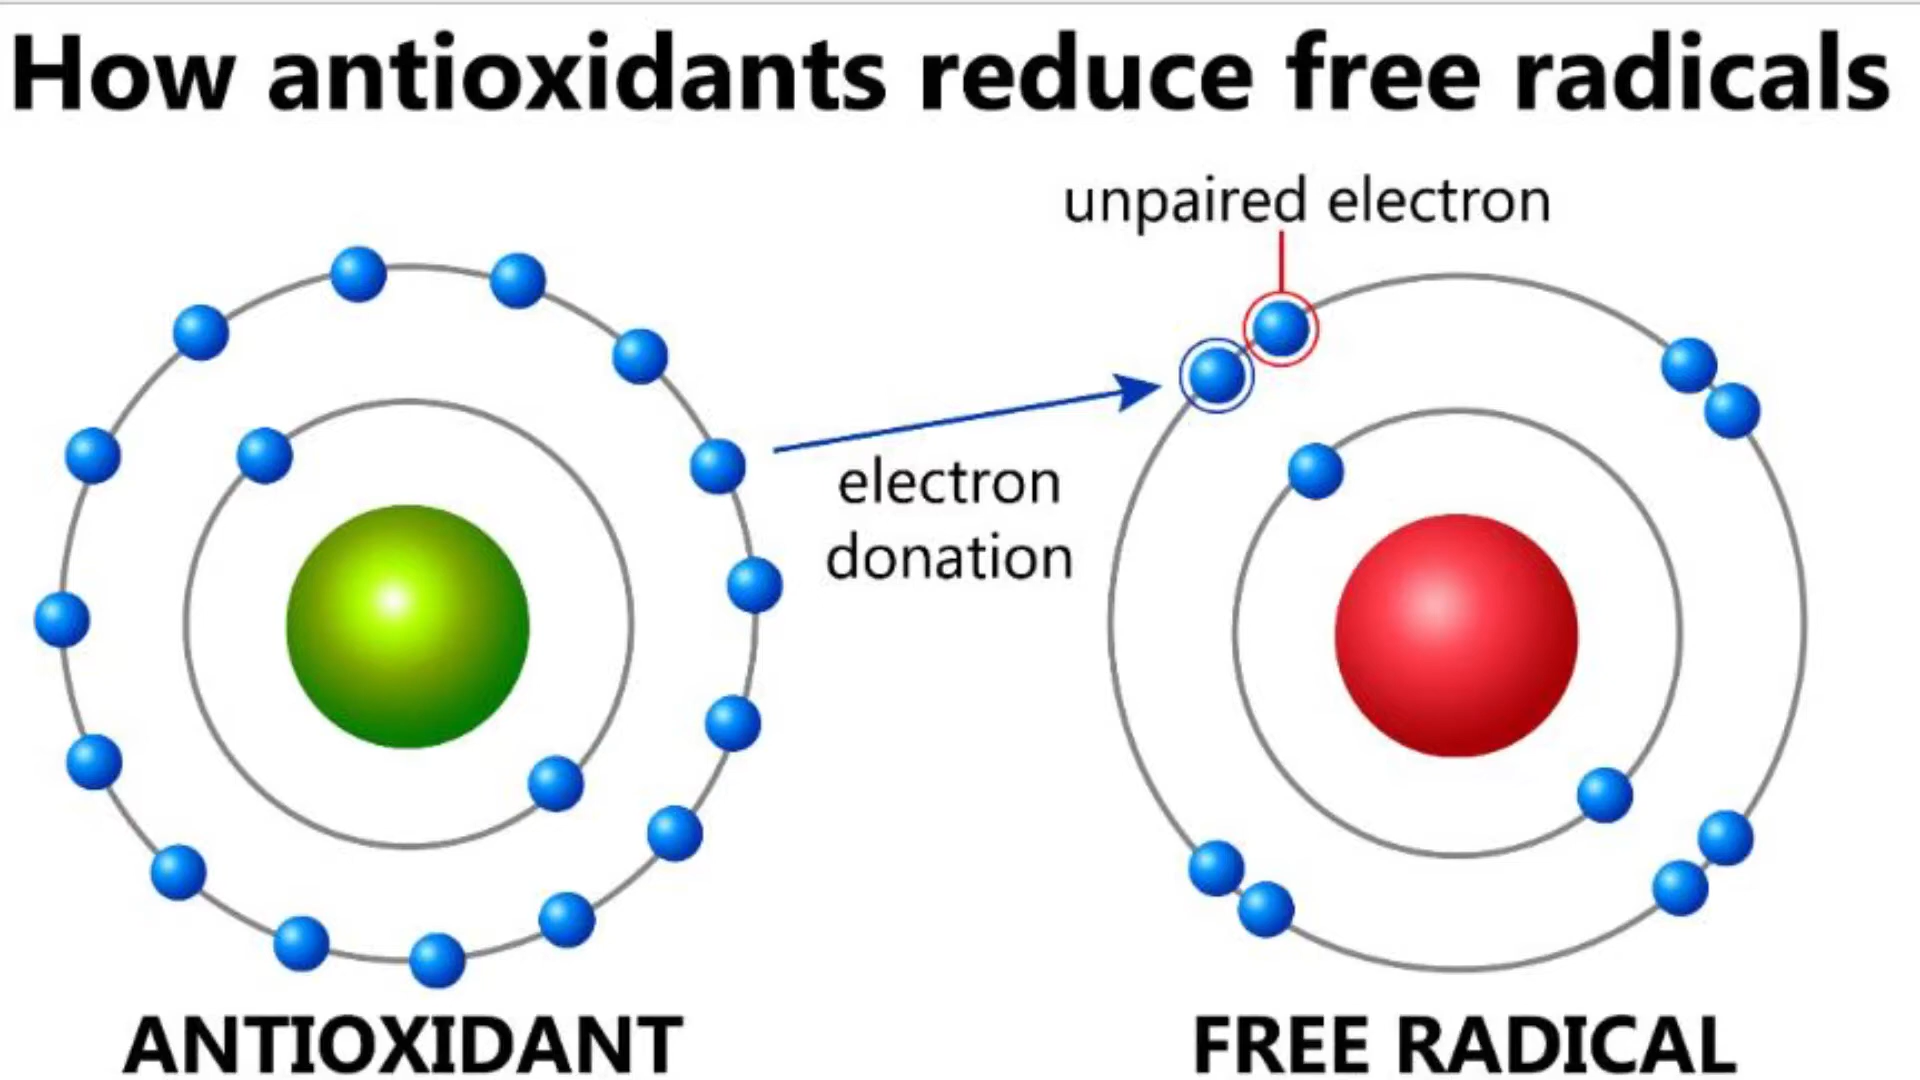 How antioxidants reduce free radicals
unpaired electron
electron
donation
ANTIOXIDANT
FREE RADICAL